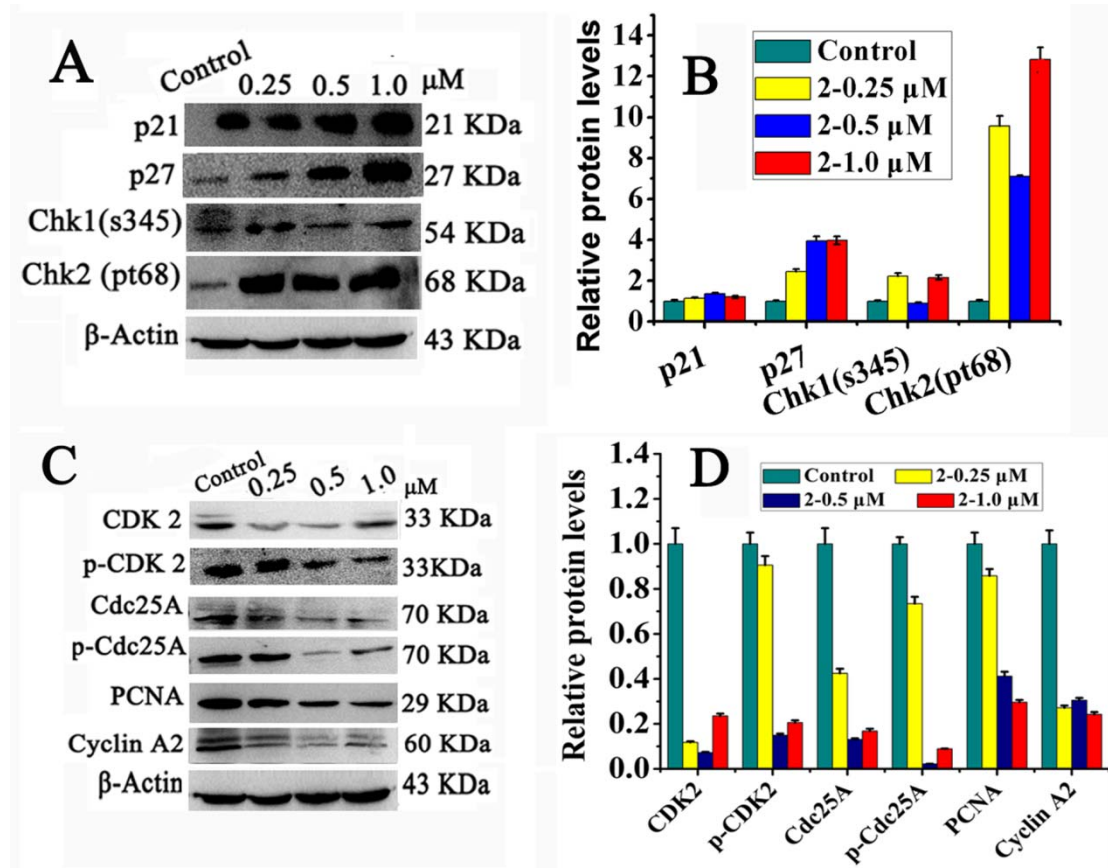 A
Control 0.25 0.5 1.0 μM
p21 21 KDa
p27 27 KDa
Chk1(s345) 54 KDa
Chk2 (pt68) 68 KDa
β-Actin 43 KDa
B
Relative protein levels
14
12
10
8
6
4
2
0
Control
2-0.25 μM
2-0.5 μM
2-1.0 μM
p21 p27 Chk1(s345) Chk2(pt68)
C
Control 0.25 0.5 1.0 μM
CDK 2 33 KDa
p-CDK 2 33KDa
Cdc25A 70 KDa
p-Cdc25A 70 KDa
PCNA 29 KDa
Cyclin A2 60 KDa
β-Actin 43 KDa
D
Relative protein levels
1.4
1.2
1.0
0.8
0.6
0.4
0.2
0.0
Control 2-0.25 μM
2-0.5 μM 2-1.0 μM
CDK2 p-CDK2 Cdc25A p-Cdc25A PCNA Cyclin A2